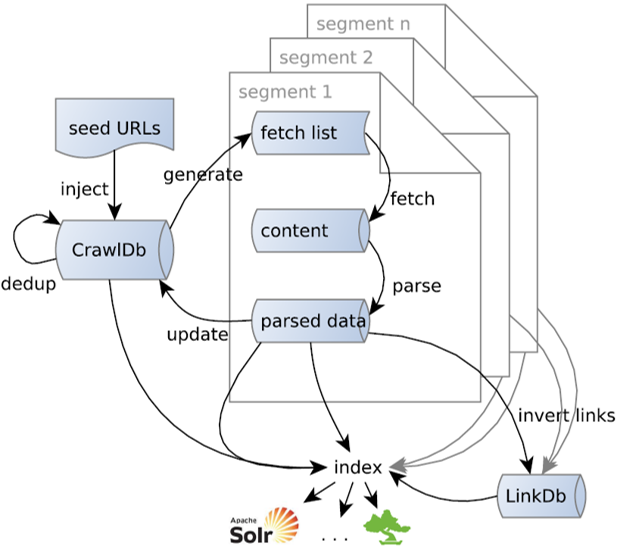 segment n
segment 2
segment 1
seed URLs
fetch list
generate
inject
fetch
content
CrawlDb
dedup
parse
parsed data
update
invert links
index
LinkDb
Apache
Solr
. . .